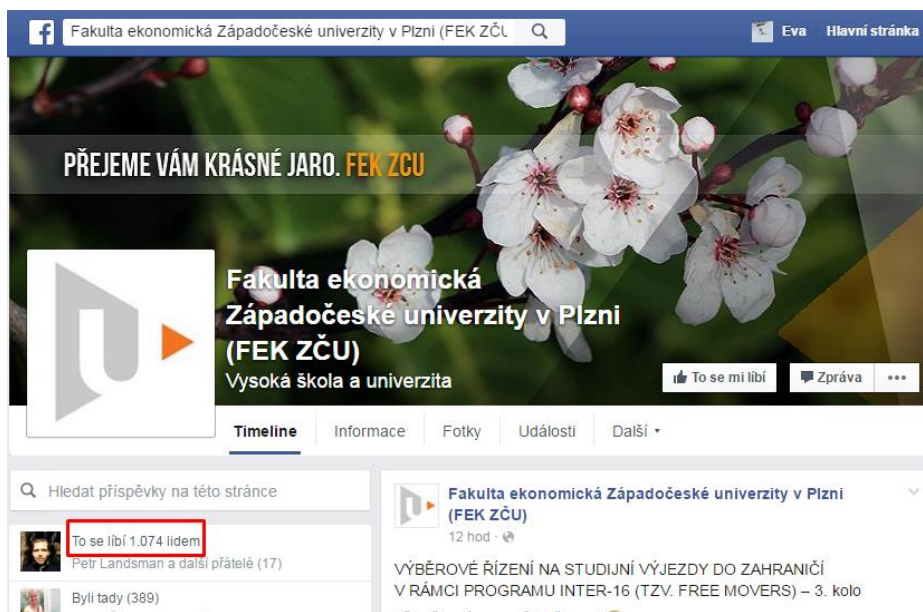 Fakulta ekonomická Západočeské univerzity v Plzni (FEK ZČU
Eva
Hlavní stránka
PŘEJEME VÁM KRÁSNÉ JARO. FEK ZCU
Fakulta ekonomická
Západočeské univerzity v Plzni
(FEK ZČU)
Vysoká škola a univerzita
To se mi líbí
Zpráva
Timeline
Informace
Fotky
Události
Další
Hledat příspěvky na této stránce
To se líbí 1.074 lidem
Petr Landsman a další přátelé (17)
Byli tady (389)
Fakulta ekonomická Západočeské univerzity v Plzni
(FEK ZČU)
12 hod ·
VÝBĚROVÉ ŘÍZENÍ NA STUDIJNÍ VÝJEZDY DO ZAHRANIČÍ
V RÁMCI PROGRAMU INTER-16 (TZV. FREE MOVERS) – 3. kolo